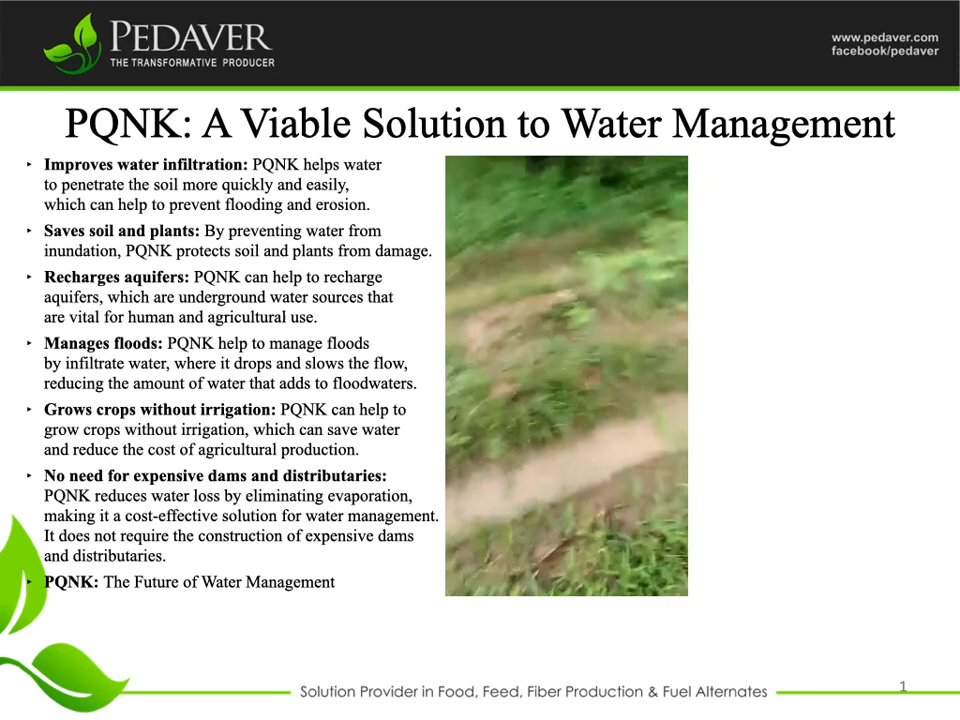 PEDAVER
THE TRANSFORMATIVE PRODUCER
www.pedaver.com
facebook/pedaver
PQNK: A Viable Solution to Water Management
‣ Improves water infiltration: PQNK helps water
to penetrate the soil more quickly and easily,
which can help to prevent flooding and erosion.
‣ Saves soil and plants: By preventing water from
inundation, PQNK protects soil and plants from damage.
‣ Recharges aquifers: PQNK can help to recharge
aquifers, which are underground water sources that
are vital for human and agricultural use.
‣ Manages floods: PQNK help to manage floods
by infiltrate water, where it drops and slows the flow,
reducing the amount of water that adds to floodwaters.
‣ Grows crops without irrigation: PQNK can help to
grow crops without irrigation, which can save water
and reduce the cost of agricultural production.
‣ No need for expensive dams and distributaries:
PQNK reduces water loss by eliminating evaporation,
making it a cost-effective solution for water management.
It does not require the construction of expensive dams
and distributaries.
‣ PQNK: The Future of Water Management
Solution Provider in Food, Feed, Fiber Production & Fuel Alternates
1